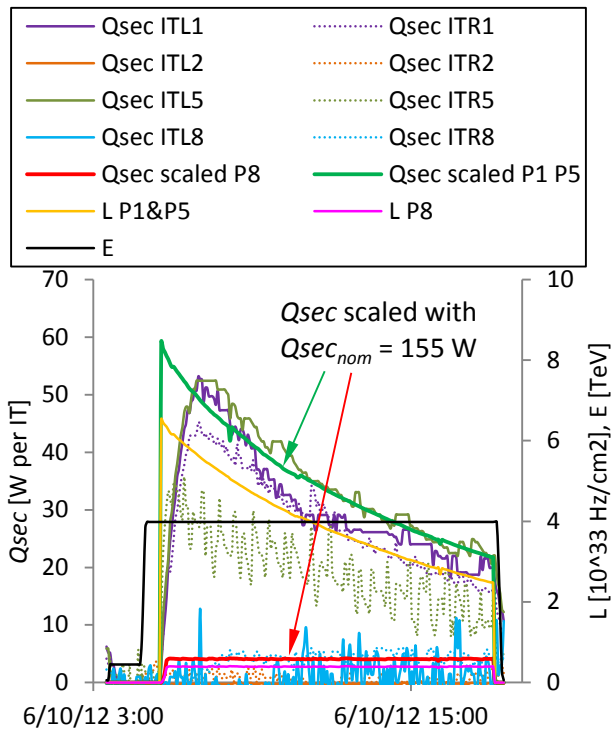 Qsec ITL1 Qsec ITR1
Qsec ITL2 Qsec ITR2
Qsec ITL5 Qsec ITR5
Qsec ITL8 Qsec ITR8
Qsec scaled P8 Qsec scaled P1 P5
L P1&P5 L P8
E
70 10
60
50 8
40 6
30 4
20
10 2
0 0
Qsec scaled with
Qsec_nom = 155 W
Qsec [W per IT]
L [10^33 Hz/cm2], E [TeV]
6/10/12 3:00 6/10/12 15:00